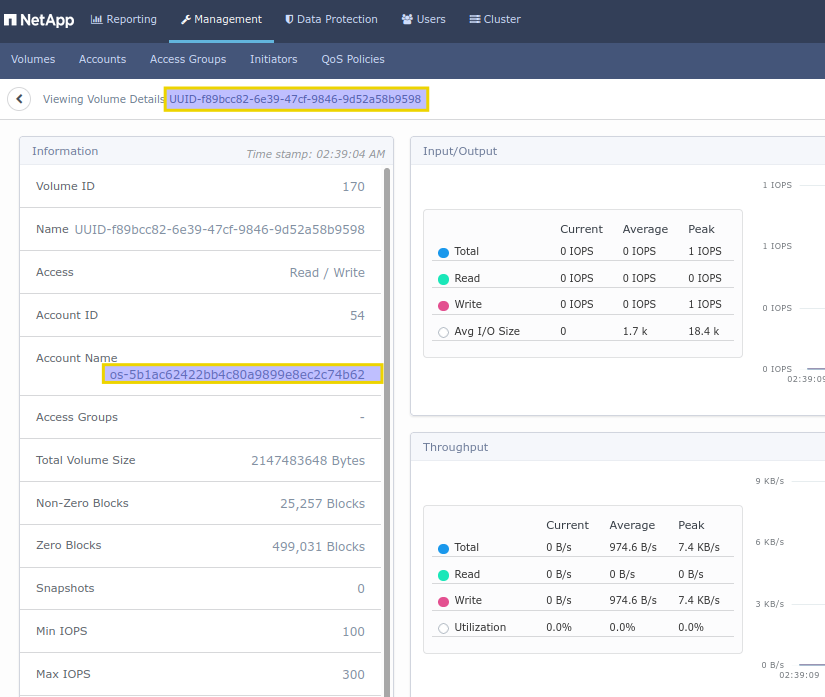 NetApp Reporting Management Data Protection Users Cluster
Volumes Accounts Access Groups Initiators QoS Policies
Viewing Volume Details UUID-f89bcc82-6e39-47cf-9846-9d52a58b9598
Information Time stamp: 02:39:04 AM
Volume ID 170
Name UUID-f89bcc82-6e39-47cf-9846-9d52a58b9598
Access Read / Write
Account ID 54
Account Name
os-5b1ac62422bb4c80a9899e8ec2c74b62
Access Groups -
Total Volume Size 2147483648 Bytes
Non-Zero Blocks 25,257 Blocks
Zero Blocks 499,031 Blocks
Snapshots 0
Min IOPS 100
Max IOPS 300
Input/Output
Current Average Peak
Total 0 IOPS 0 IOPS 1 IOPS
Read 0 IOPS 0 IOPS 0 IOPS
Write 0 IOPS 0 IOPS 1 IOPS
Avg I/O Size 0 1.7 k 18.4 k
1 IOPS
1 IOPS
0 IOPS
0 IOPS
02:39:09
Throughput
Current Average Peak
Total 0 B/s 974.6 B/s 7.4 KB/s
Read 0 B/s 0 B/s 0 B/s
Write 0 B/s 974.6 B/s 7.4 KB/s
Utilization 0.0% 0.0% 0.0%
9 KB/s
6 KB/s
3 KB/s
0 B/s
02:39:09